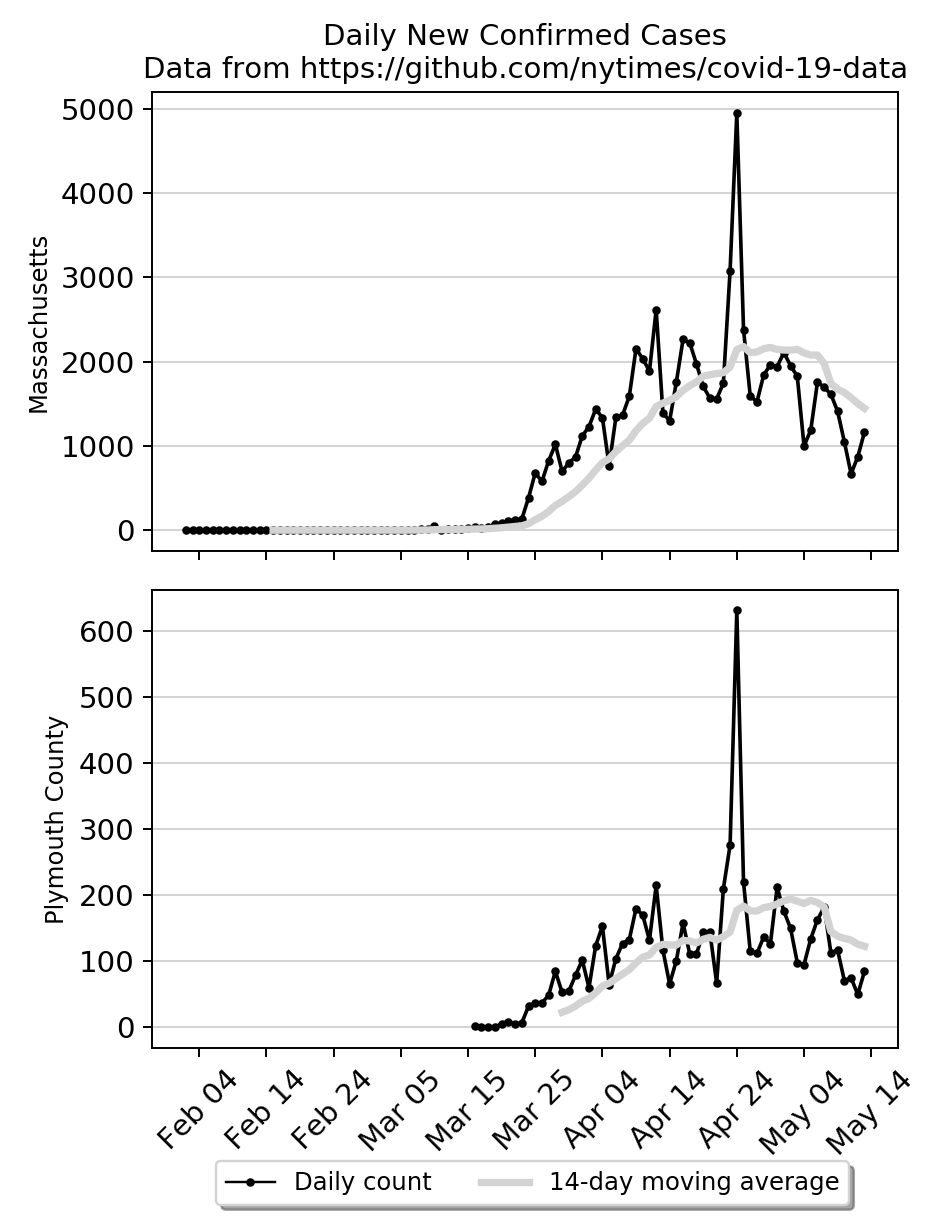 Daily New Confirmed Cases
Data from https://github.com/nytimes/covid-19-data
5000
4000
3000
2000
1000
0
Massachusetts
600
500
400
300
200
100
0
Plymouth County
Feb 04
Feb 14
Feb 24
Mar 05
Mar 15
Mar 25
Apr 04
Apr 14
Apr 24
May 04
May 14
Daily count
14-day moving average